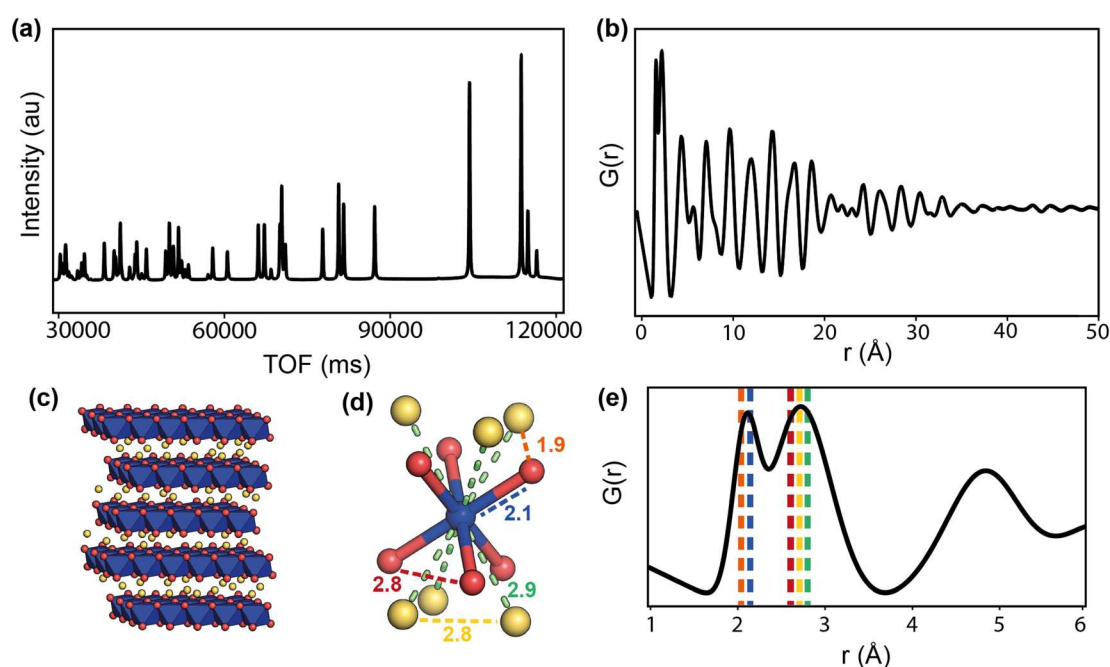 (a)
Intensity (au)
30000 60000 90000 120000
TOF (ms)
(b)
G(r)
0 10 20 30 40 50
r (Å)
(c)
(d)
1.9
2.1
2.8
2.9
2.8
(e)
G(r)
1 2 3 4 5 6
r (Å)